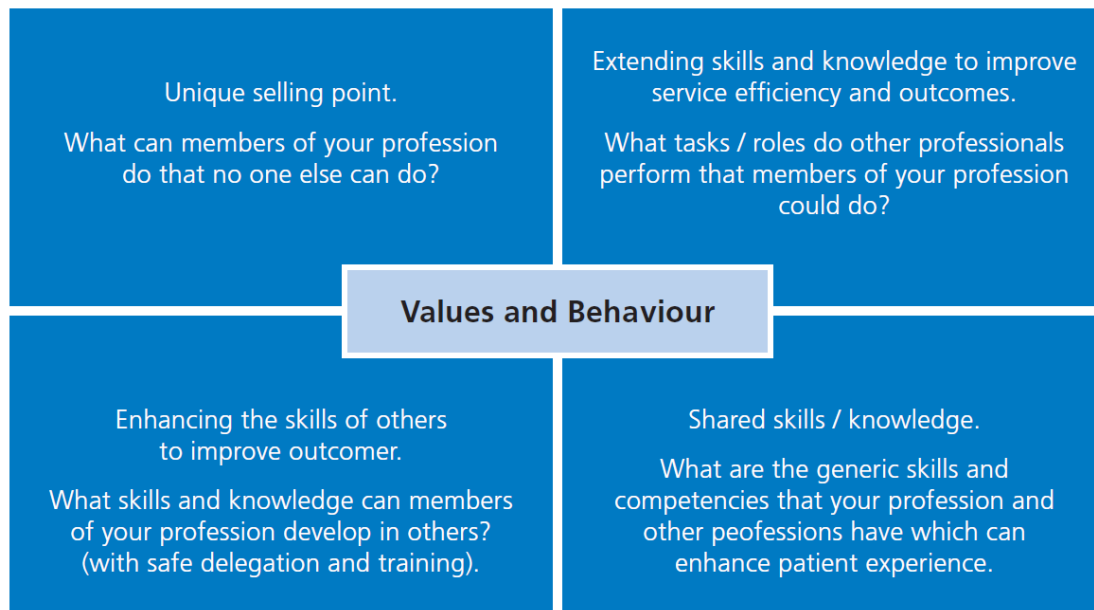 Unique selling point.
What can members of your profession
do that no one else can do?
Extending skills and knowledge to improve
service efficiency and outcomes.
What tasks / roles do other professionals
perform that members of your profession
could do?
Values and Behaviour
Enhancing the skills of others
to improve outcomer.
What skills and knowledge can members
of your profession develop in others?
(with safe delegation and training).
Shared skills / knowledge.
What are the generic skills and
competencies that your profession and
other peofessions have which can
enhance patient experience.